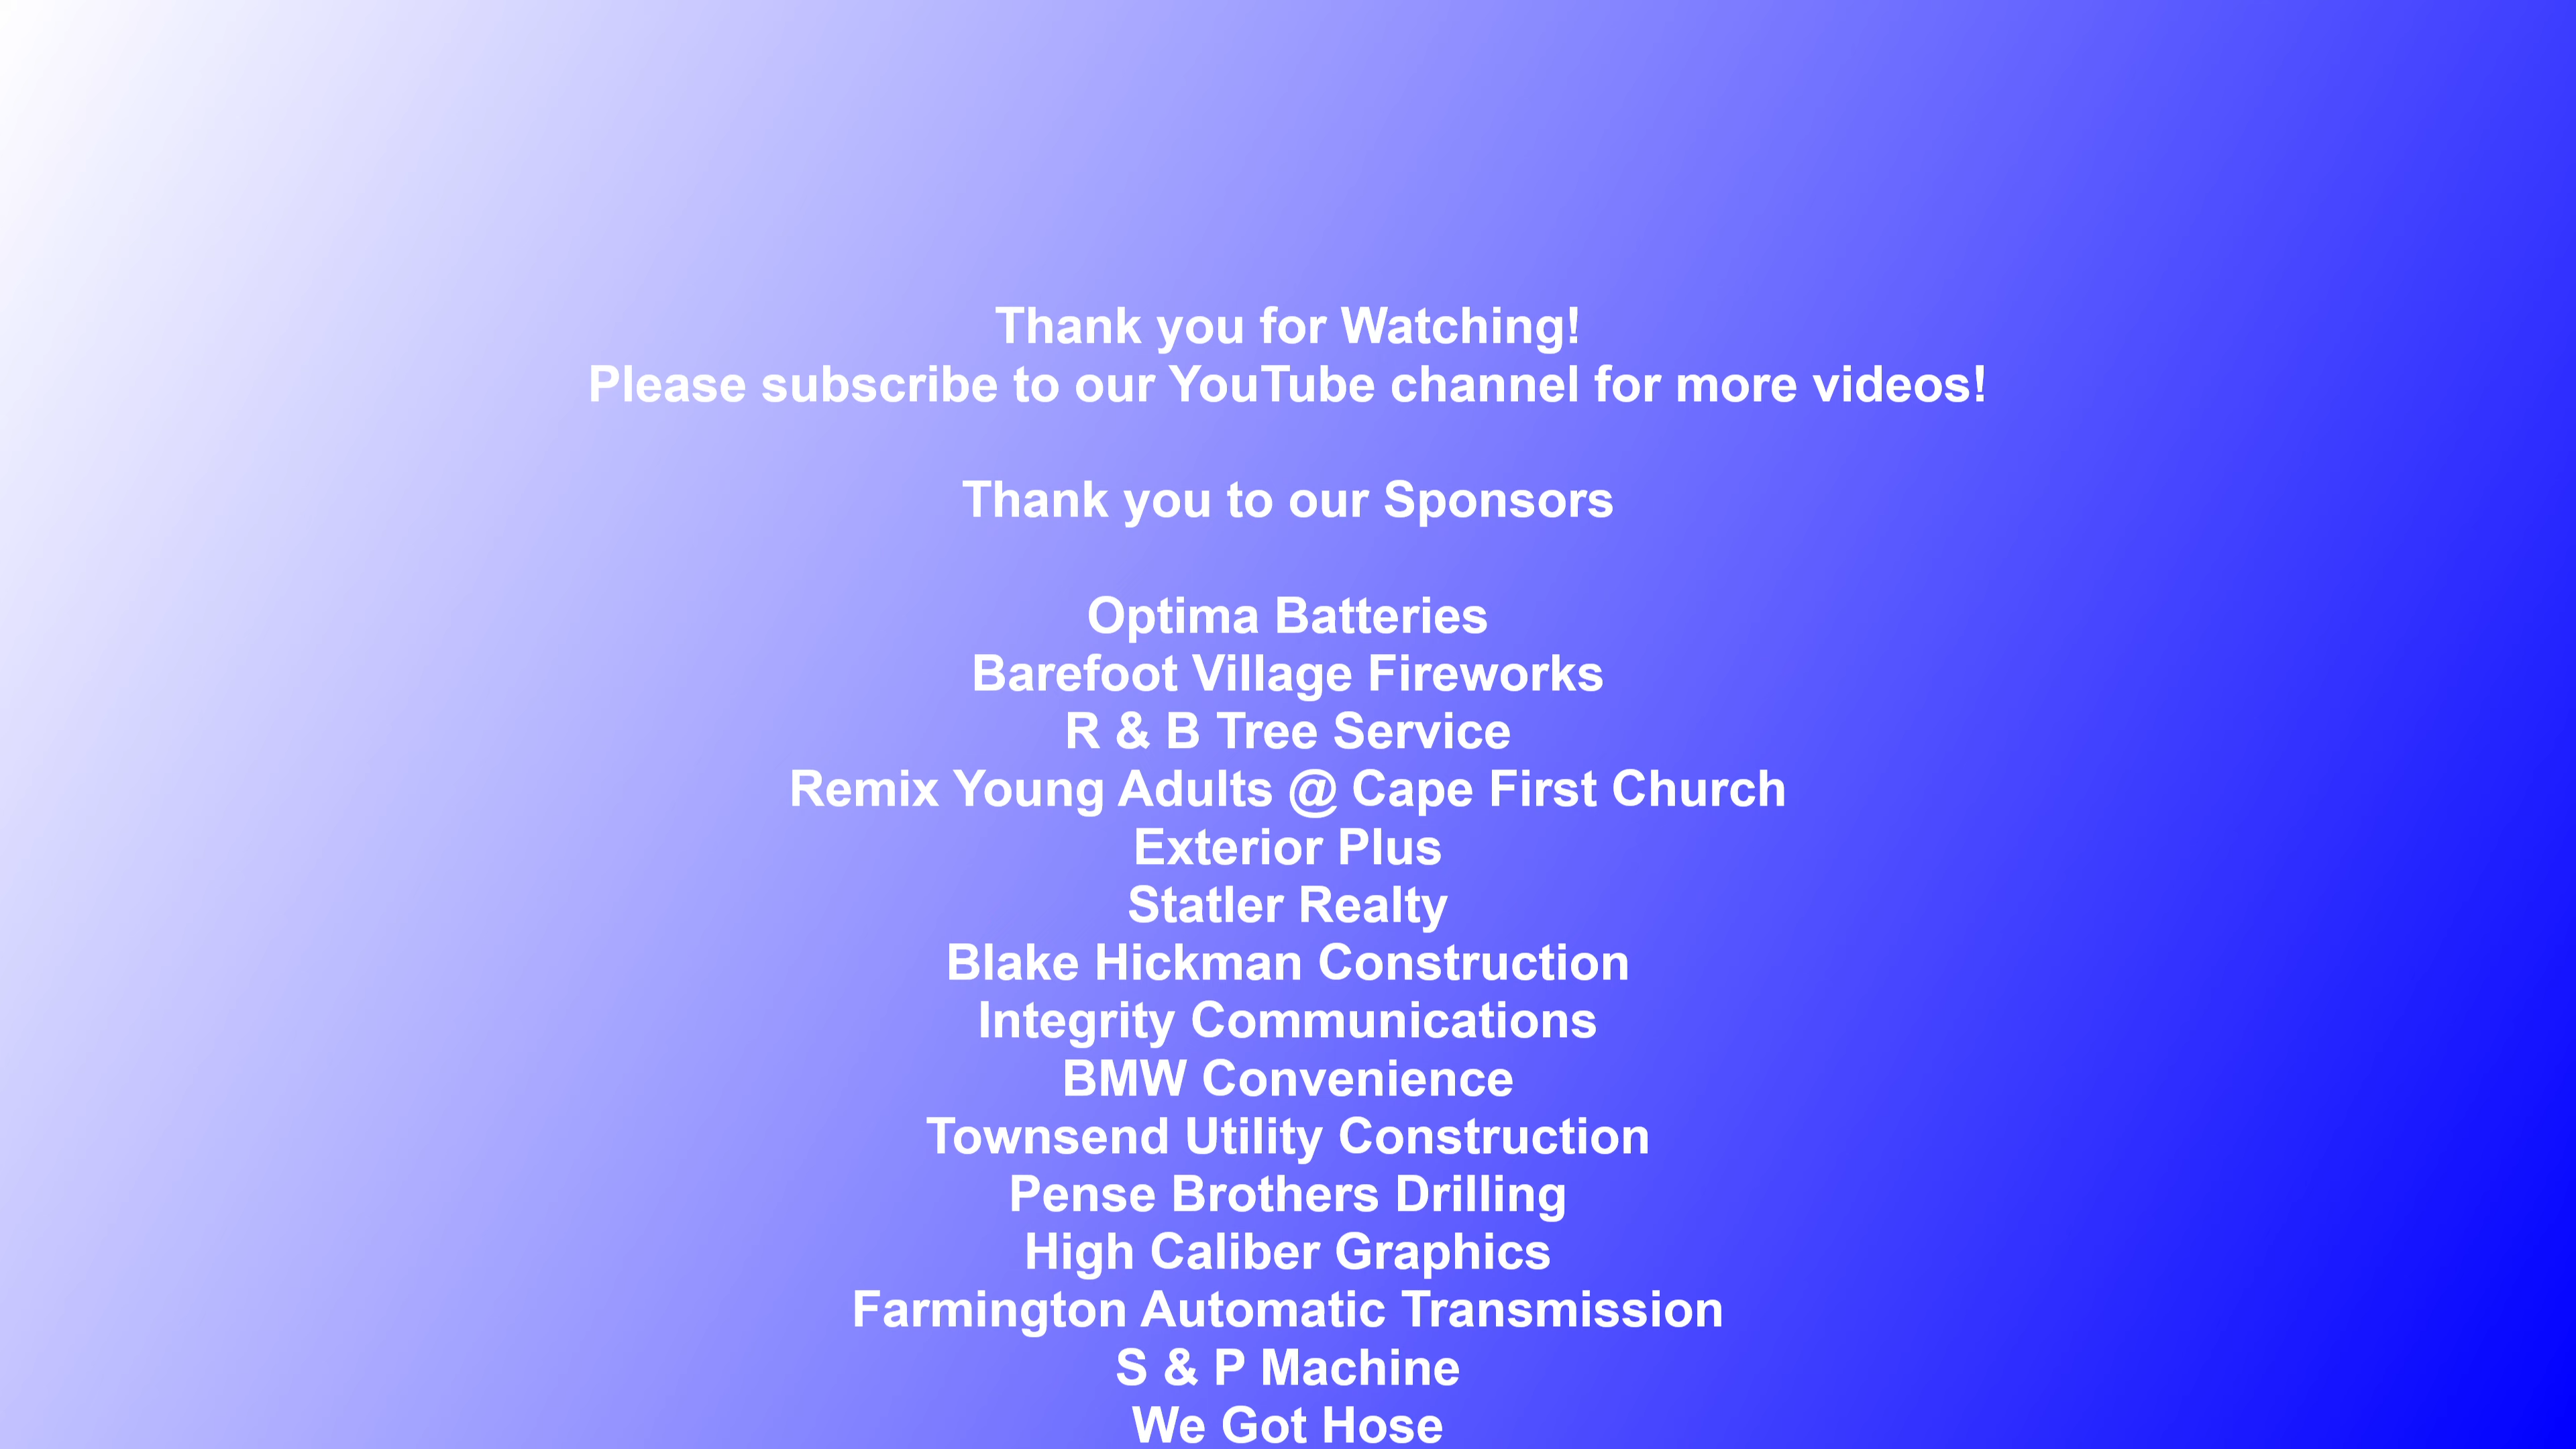 Thank you for Watching!
Please subscribe to our YouTube channel for more videos!
Thank you to our Sponsors
Optima Batteries
Barefoot Village Fireworks
R & B Tree Service
Remix Young Adults @ Cape First Church
Exterior Plus
Statler Realty
Blake Hickman Construction
Integrity Communications
BMW Convenience
Townsend Utility Construction
Pense Brothers Drilling
High Caliber Graphics
Farmington Automatic Transmission
S & P Machine
We Got Hose